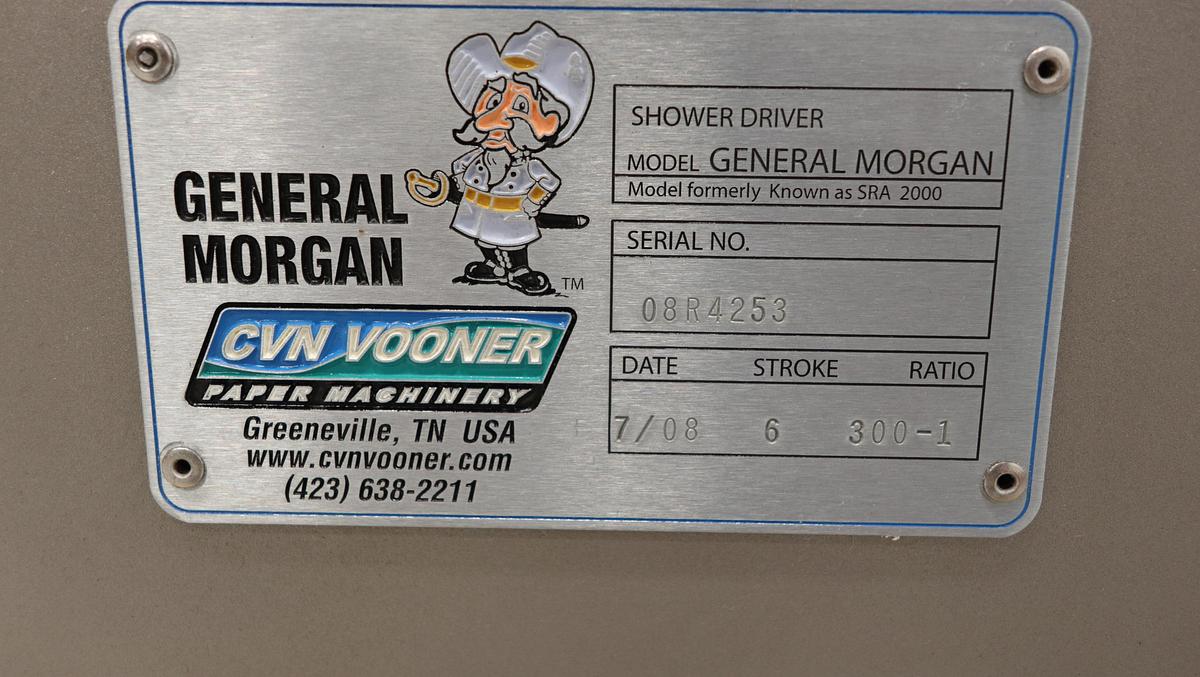 GENERAL
MORGAN
TM
CVN VOONER
PAPER MACHINERY
Greeneville, TN USA
www.cvnvooner.com
(423) 638-2211
SHOWER DRIVER
MODEL GENERAL MORGAN
Model formerly Known as SRA 2000
SERIAL NO.
08R4253
DATE STROKE RATIO
7/08 6 300-1